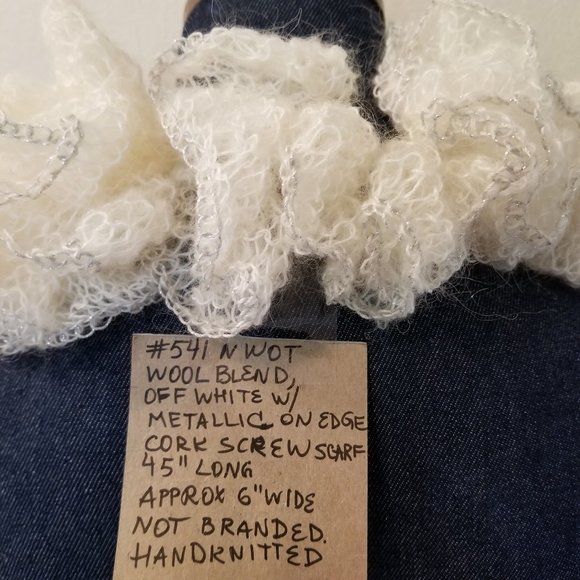 #541 NWOT
WOOL BLEND,
OFF WHITE W/
METALLIC ON EDGE
CORK SCREW SCARF
45" LONG
APPROX 6" WIDE
NOT BRANDED.
HANDKNITTED